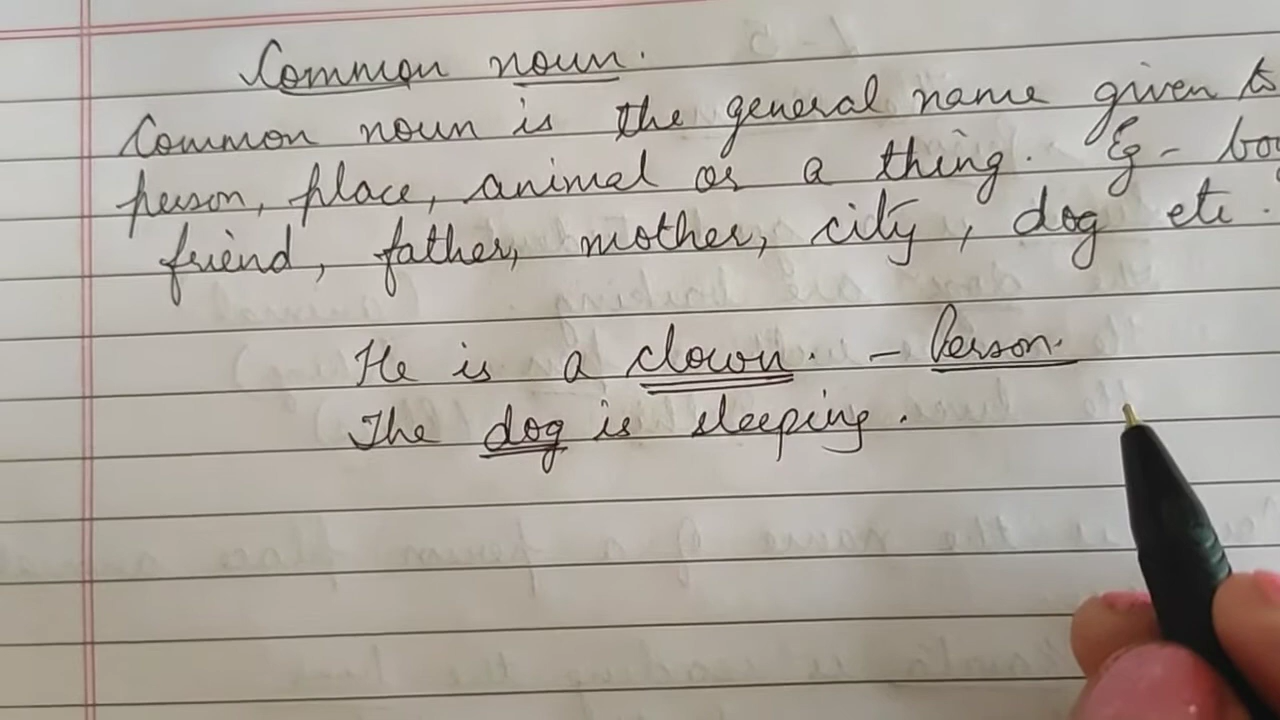 Common noun.
Common noun is the general name given to
person, place, animal or a thing. Eg - 
friend, father, mother, city, dog etc.
He is a clown. - Person.
The dog is sleeping.